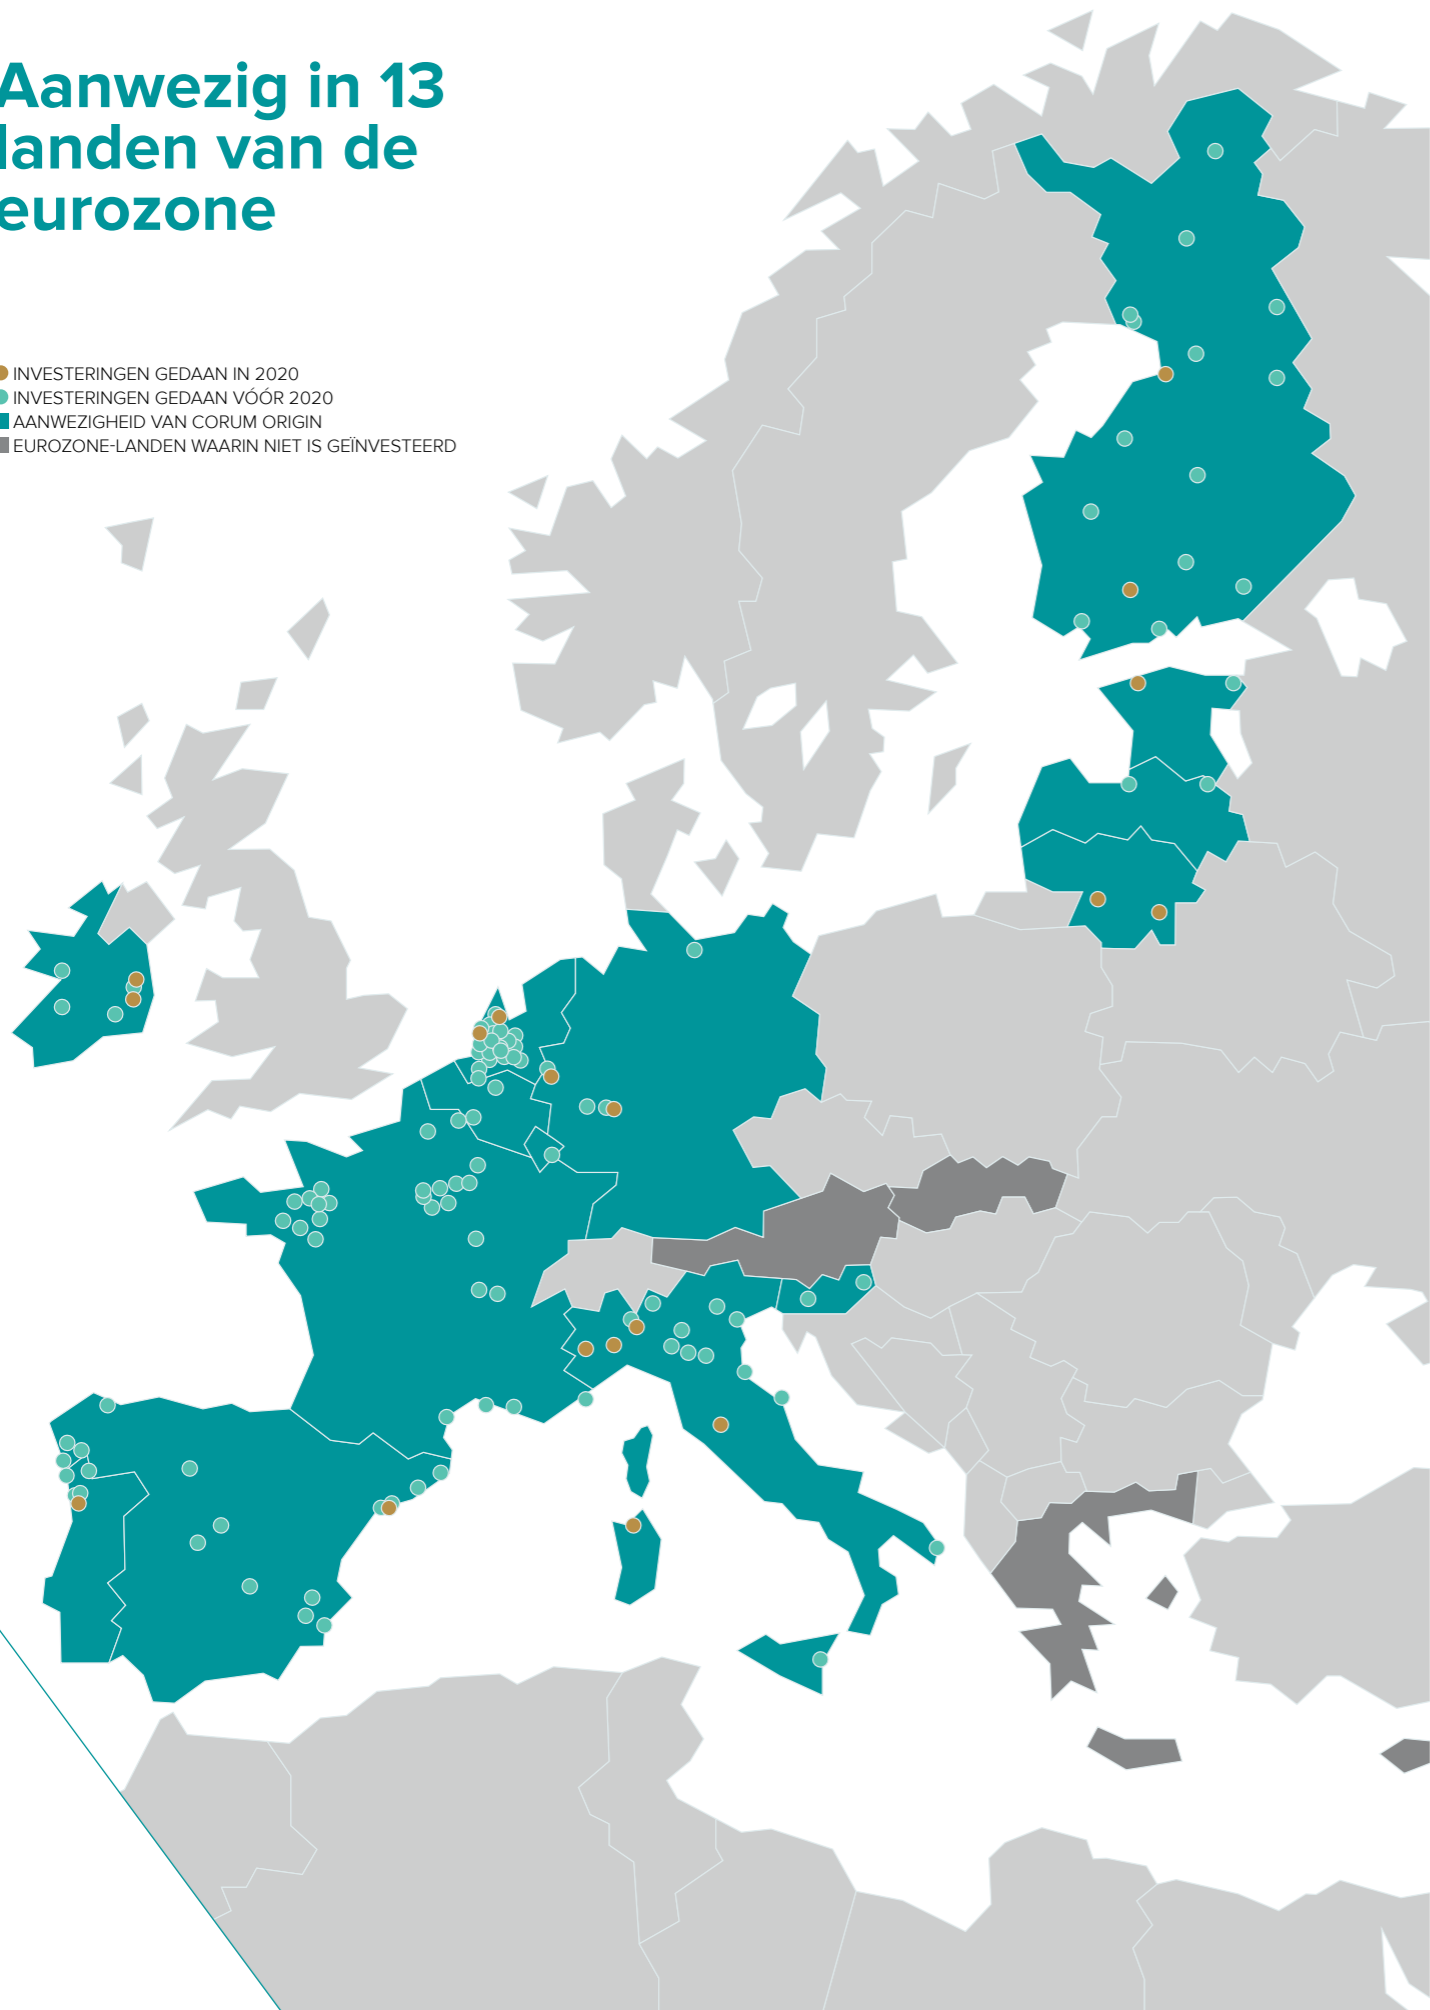 Aanwezig in 13
landen van de
eurozone
INVESTERINGEN GEDAAN IN 2020
INVESTERINGEN GEDAAN VÓÓR 2020
AANWEZIGHEID VAN CORUM ORIGIN
EUROZONE-LANDEN WAARIN NIET IS GEÏNVESTEERD